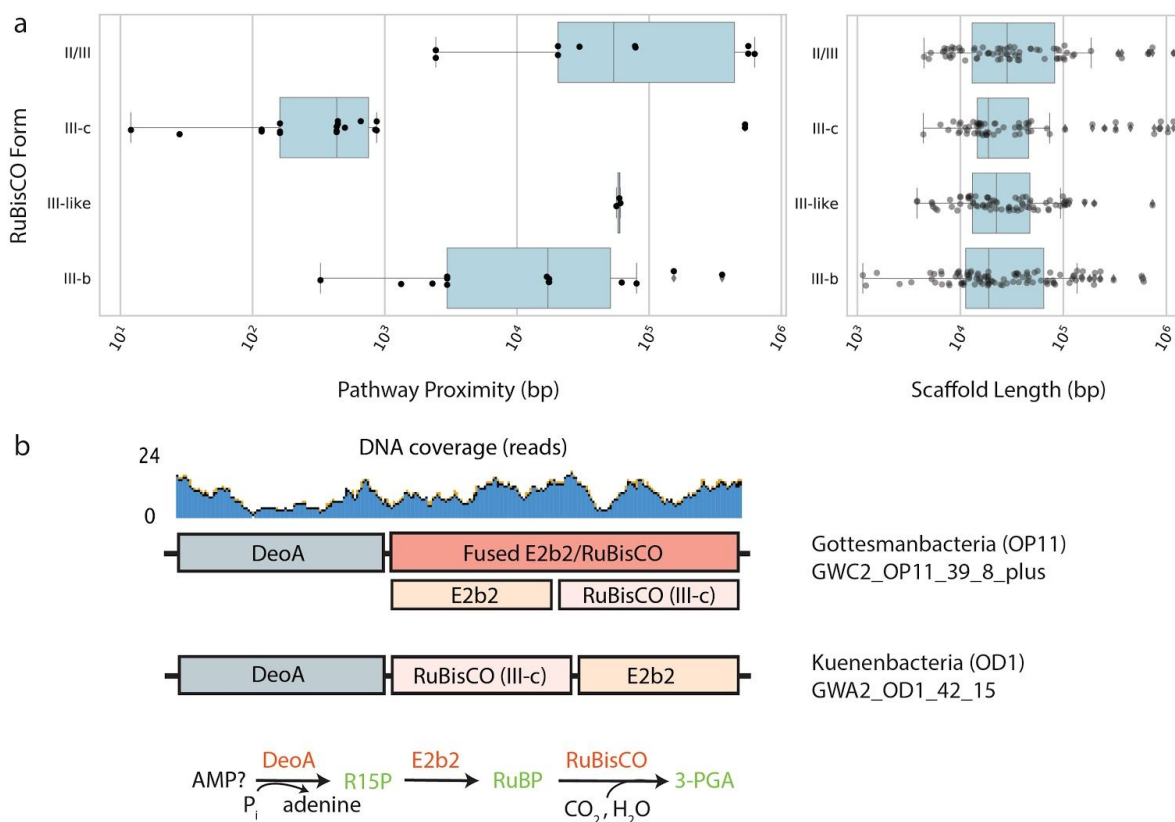 a
RuBisCO Form
II/III
III-c
III-like
III-b
10¹ 10² 10³ 10⁴ 10⁵ 10⁶
Pathway Proximity (bp)
II/III
III-c
III-like
III-b
10³ 10⁴ 10⁵ 10⁶
Scaffold Length (bp)
b
DNA coverage (reads)
24
0
DeoA Fused E2b2/RuBisCO
E2b2 RuBisCO (III-c)
Gottesmanbacteria (OP11)
GWC2_OP11_39_8_plus
DeoA RuBisCO (III-c) E2b2
Kuenenbacteria (OD1)
GWA2_OD1_42_15
DeoA E2b2 RuBisCO
AMP? R15P RuBP 3-PGA
Pᵢ adenine CO₂, H₂O